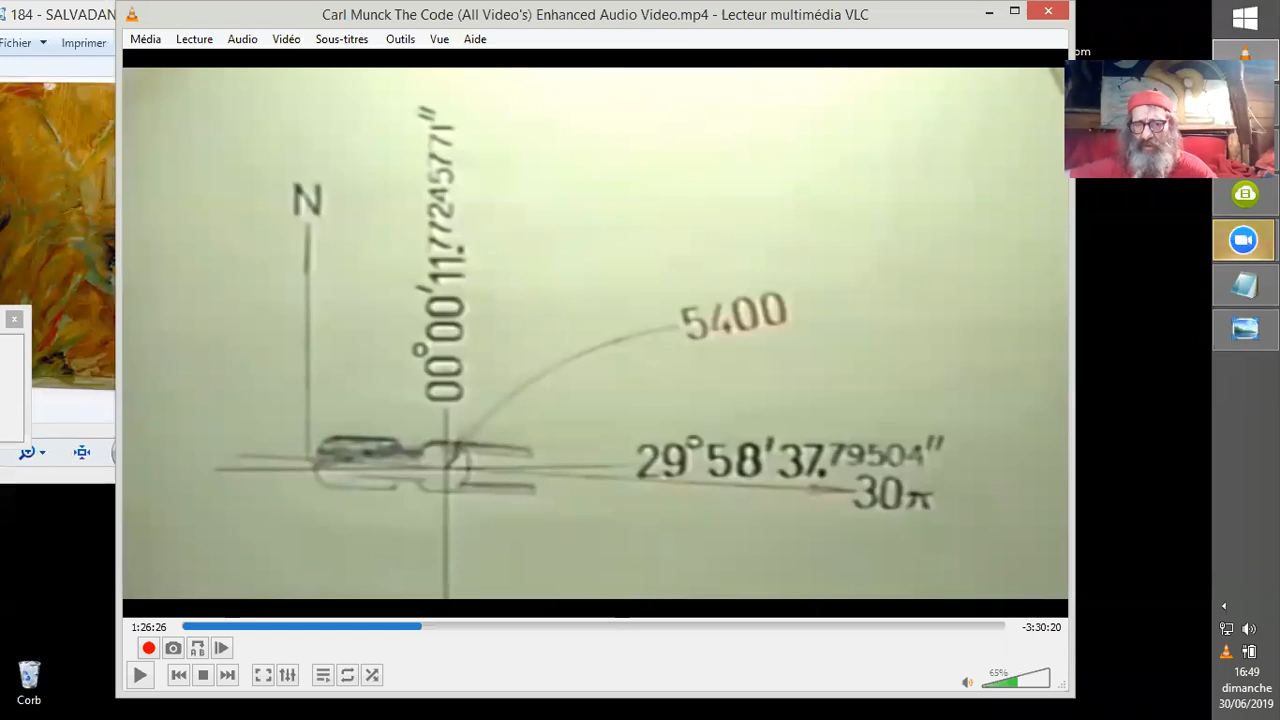 184 - SALVADAN
Carl Munck The Code (All Video's) Enhanced Audio Video.mp4 - Lecteur multimédia VLC
Fichier Imprimer
Média Lecture Audio Vidéo Sous-titres Outils Vue Aide
om
N
00°00'11.77245771"
5400
29°58'37.79504"
30π
1:26:26
-3:30:20
65%
Corb
16:49
dimanche
30/06/2019